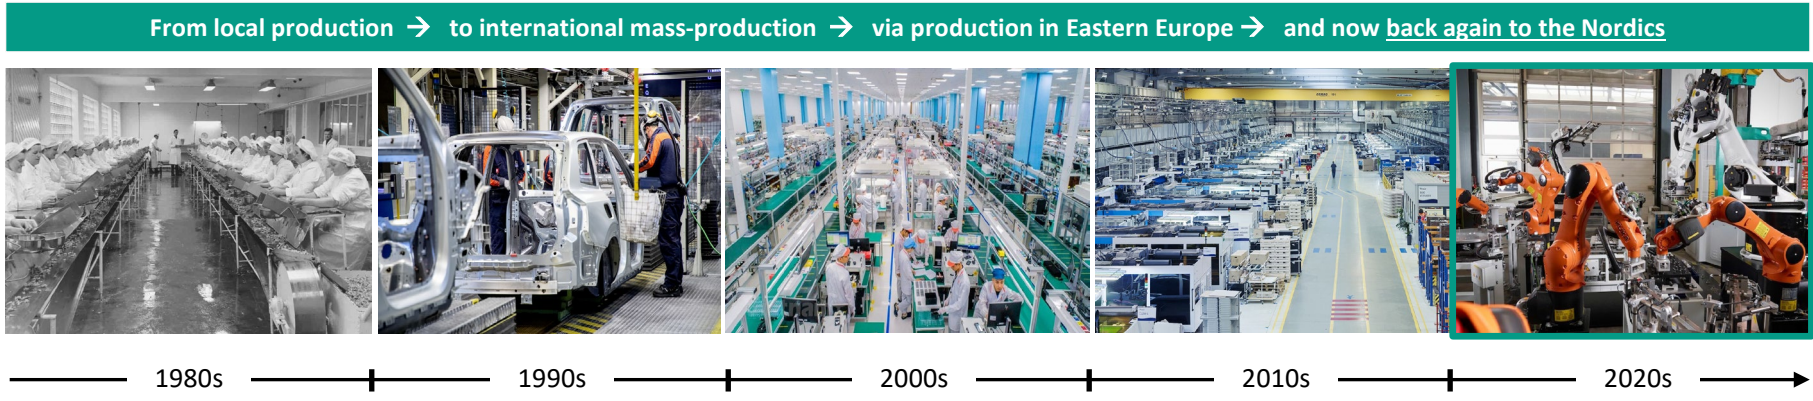 From local production → to international mass-production → via production in Eastern Europe → and now back again to the Nordics
1980s
1990s
2000s
2010s
2020s